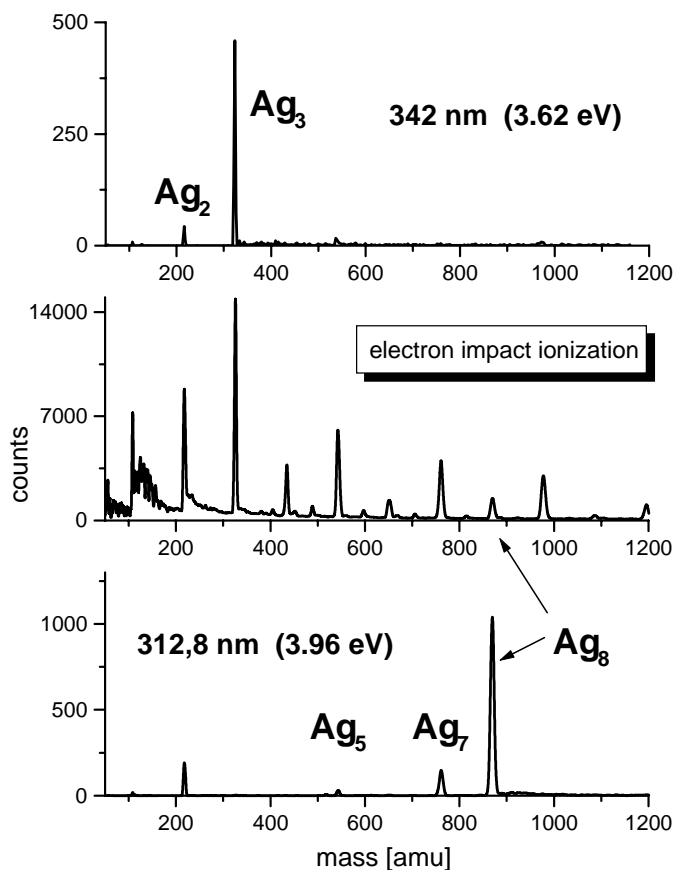 500
250
0
Ag3
342 nm (3.62 eV)
Ag2
200 400 600 800 1000 1200
14000
7000
0
counts
electron impact ionization
200 400 600 800 1000 1200
1000
500
0
312,8 nm (3.96 eV)
Ag8
Ag5 Ag7
200 400 600 800 1000 1200
mass [amu]